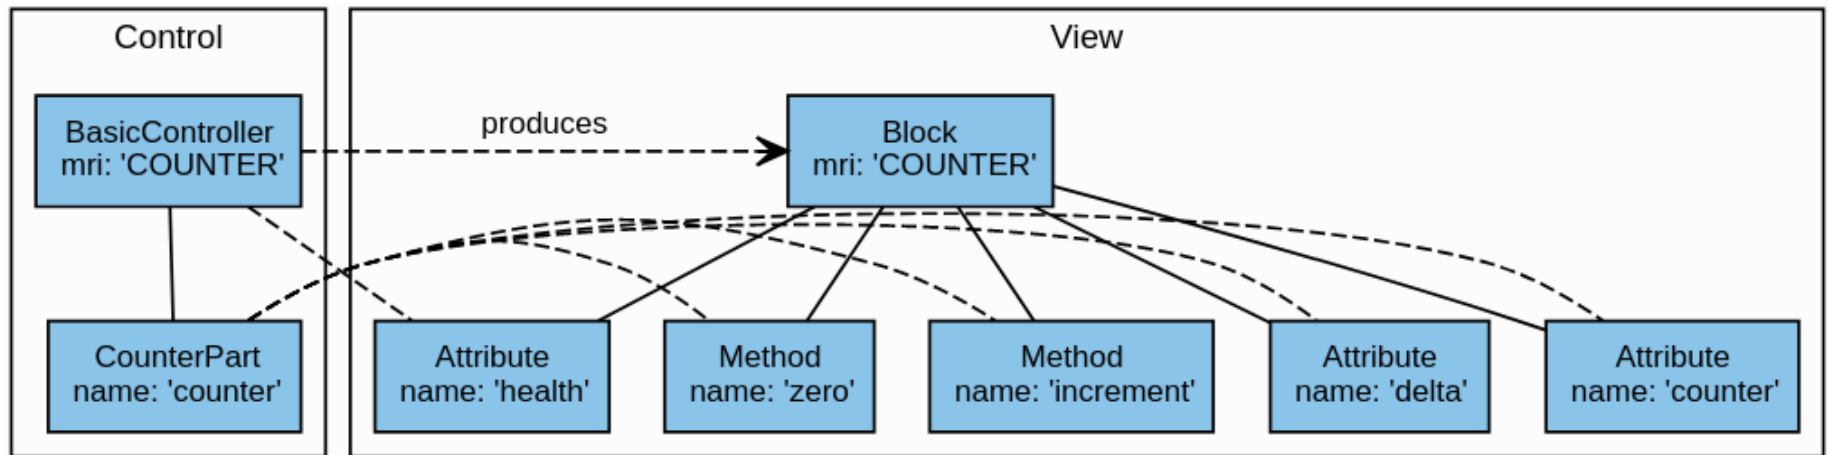 Control
View
BasicController
mri: 'COUNTER'
produces
Block
mri: 'COUNTER'
CounterPart
name: 'counter'
Attribute
name: 'health'
Method
name: 'zero'
Method
name: 'increment'
Attribute
name: 'delta'
Attribute
name: 'counter'